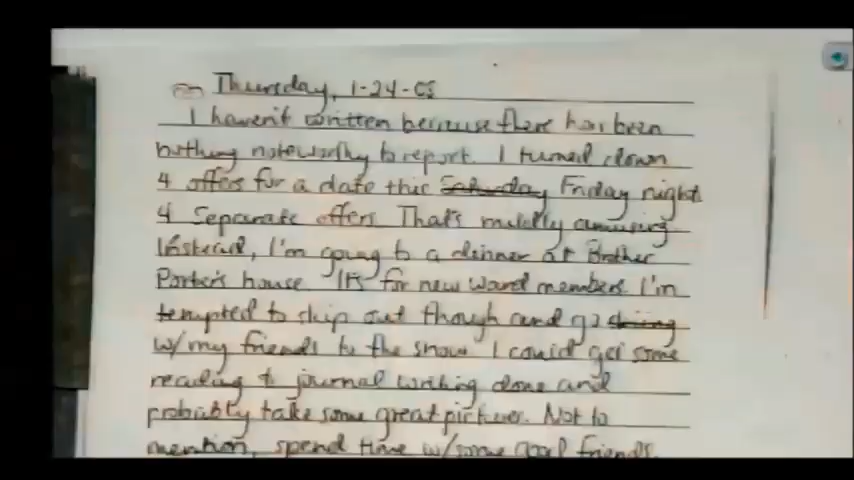 Thursday, 1-24-05
I haven't written because there has been
nothing noteworthy to report. I turned down
4 offers for a date this Saturday Friday night.
4 separate offers. That's mildly amusing.
Instead, I'm going to a dinner at Brother
Porter's house. It's for new ward members. I'm
tempted to skip out though and go skiing
w/ my friends to the snow. I could get some
reading & journal writing done and
probably take some great pictures. Not to
mention, spend time w/ some good friends.